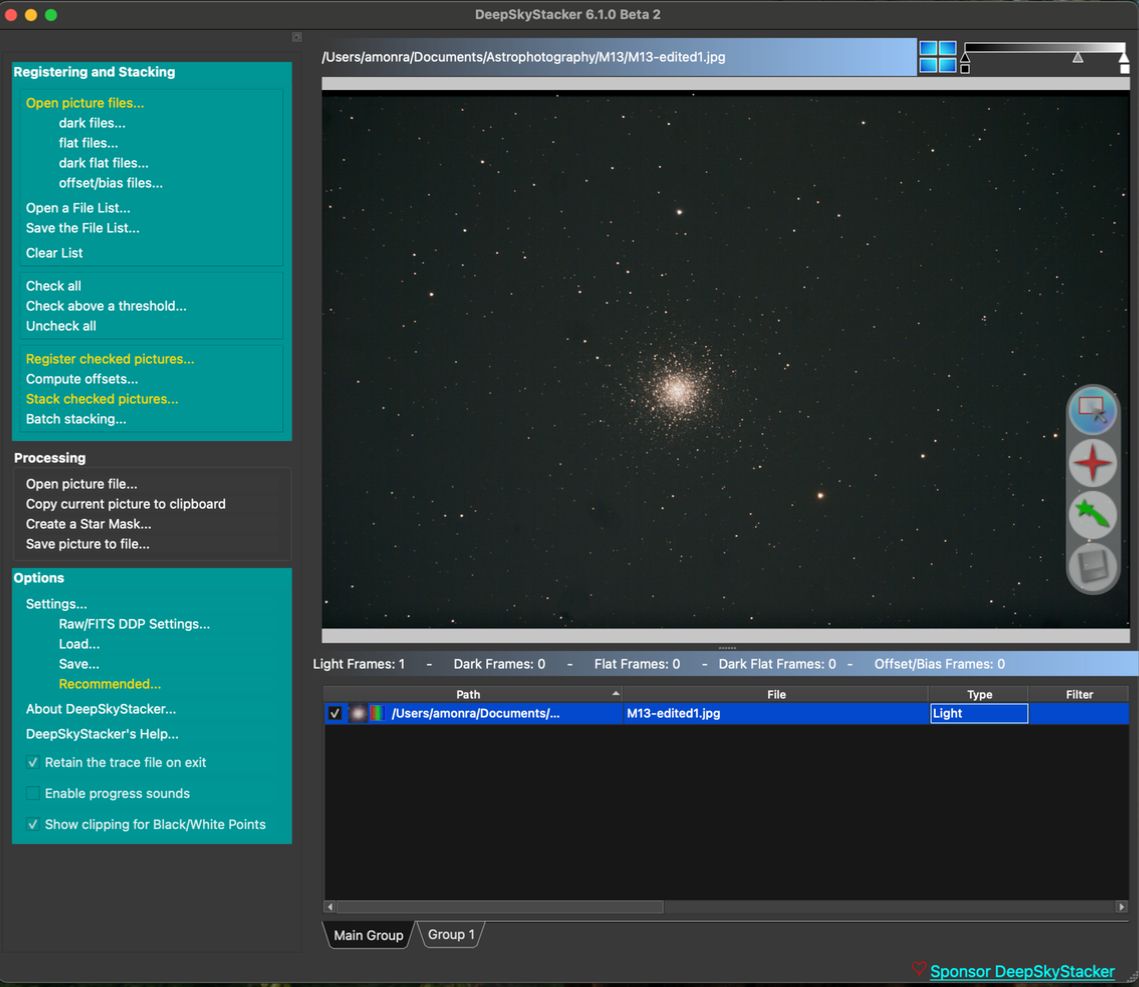 DeepSkyStacker 6.1.0 Beta 2
Registering and Stacking
Open picture files...
dark files...
flat files...
dark flat files...
offset/bias files...
Open a File List...
Save the File List...
Clear List
Check all
Check above a threshold...
Uncheck all
Register checked pictures...
Compute offsets...
Stack checked pictures...
Batch stacking...
Processing
Open picture file...
Copy current picture to clipboard
Create a Star Mask...
Save picture to file...
Options
Settings...
Raw/FITS DDP Settings...
Load...
Save...
Recommended...
About DeepSkyStacker...
DeepSkyStacker's Help...
Retain the trace file on exit
Enable progress sounds
Show clipping for Black/White Points
/Users/amonra/Documents/Astrophotography/M13/M13-edited1.jpg
Light Frames: 1 - Dark Frames: 0 - Flat Frames: 0 - Dark Flat Frames: 0 - Offset/Bias Frames: 0
Path File Type Filter
/Users/amonra/Documents/... M13-edited1.jpg Light
Main Group Group 1
Sponsor DeepSkyStacker